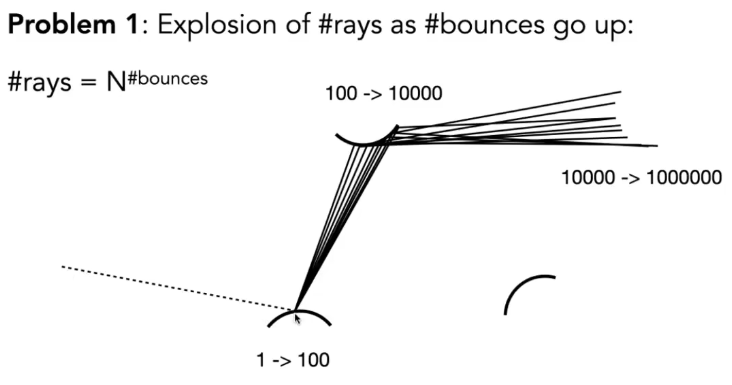 Problem 1: Explosion of #rays as #bounces go up:
#rays = N#bounces
100 -> 10000
10000 -> 1000000
1 -> 100